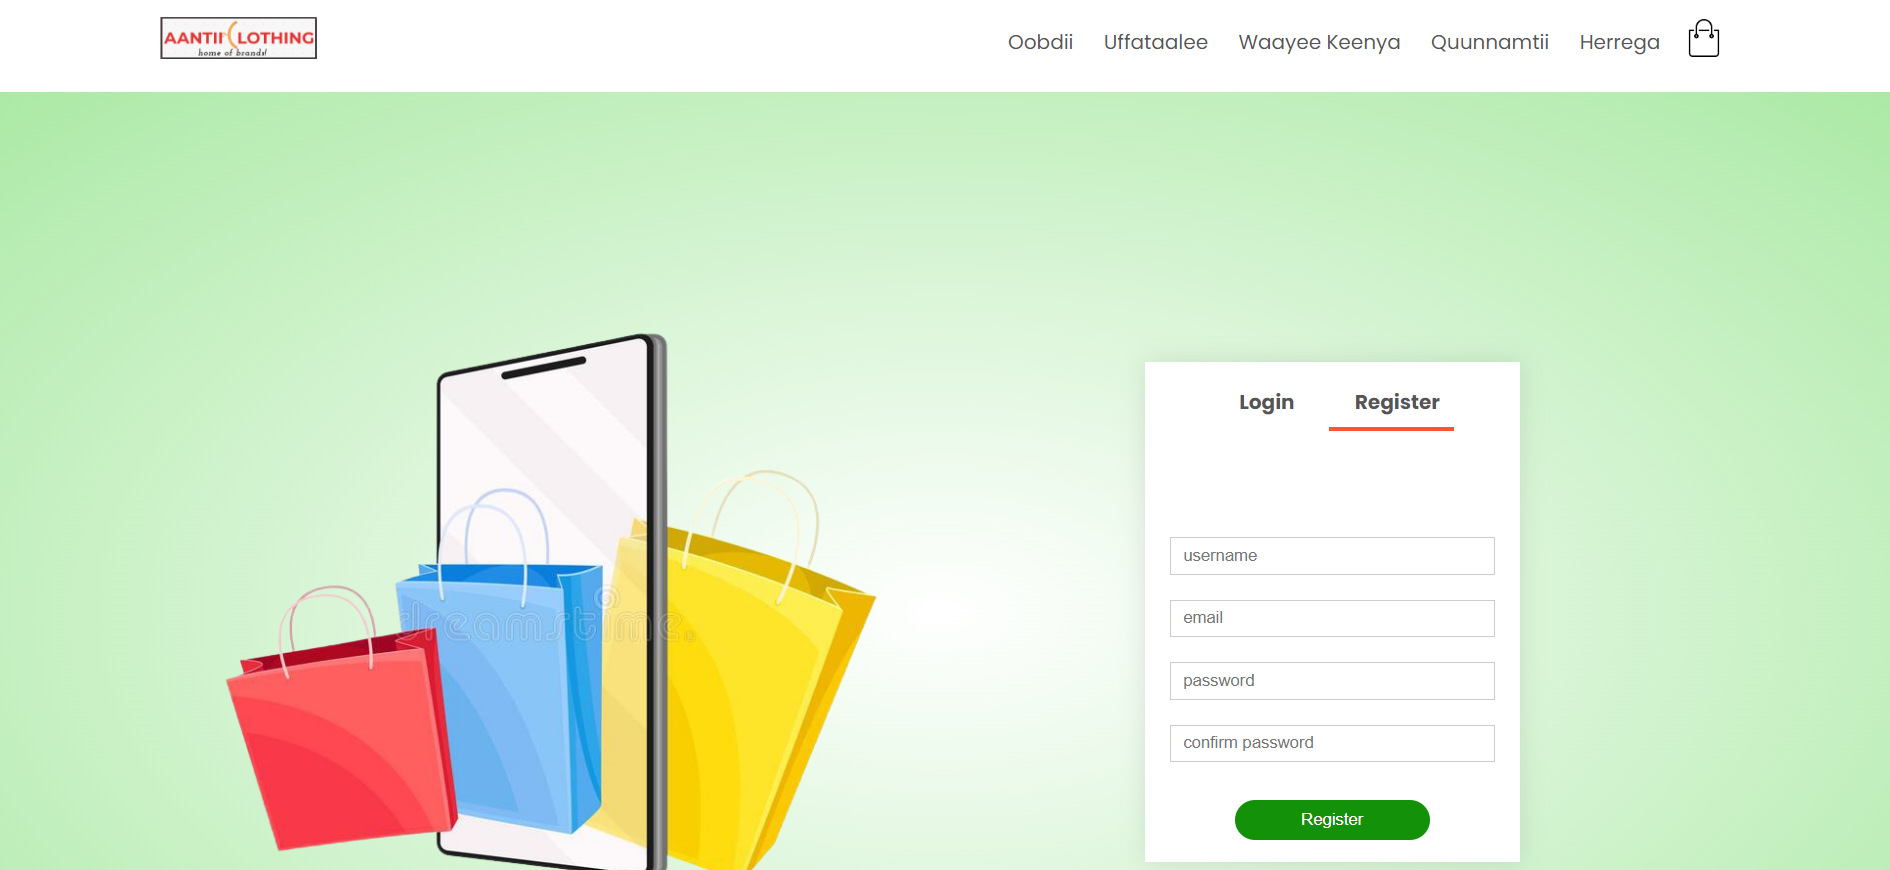 AANTII CLOTHING
home of brands!
Oobdii Uffataalee Waayee Keenya Quunnamtii Herrega
Login Register
username
email
dreamstime.
password
confirm password
Register